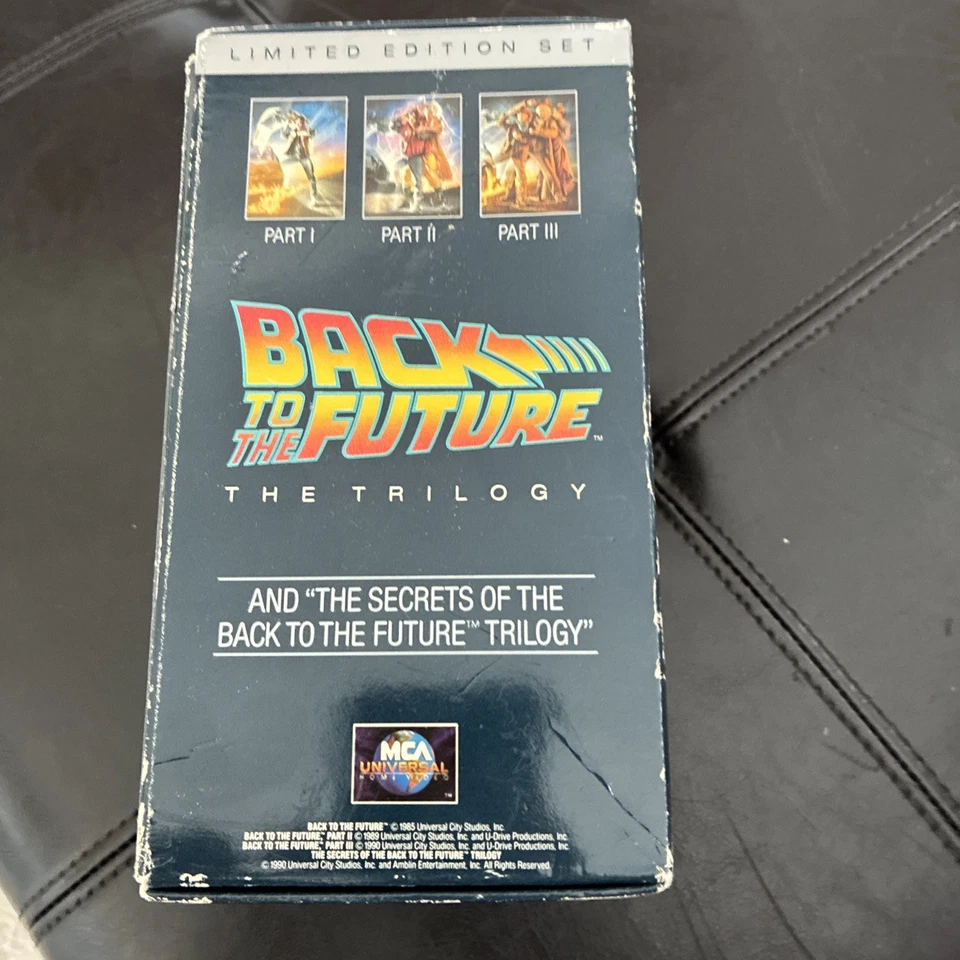 LIMITED EDITION SET
PART I PART II PART III
BACK
TO
THE FUTURE™
THE TRILOGY
AND "THE SECRETS OF THE
BACK TO THE FUTURE™ TRILOGY"
MCA
UNIVERSAL
HOME VIDEO
™
BACK TO THE FUTURE™ © 1985 Universal City Studios, Inc.
BACK TO THE FUTURE,™ PART II © 1989 Universal City Studios, Inc. and U-Drive Productions, Inc.
BACK TO THE FUTURE,™ PART III © 1990 Universal City Studios, Inc. and U-Drive Productions, Inc.
THE SECRETS OF THE BACK TO THE FUTURE™ TRILOGY
© 1990 Universal City Studios, Inc. and Amblin Entertainment, Inc. All Rights Reserved.